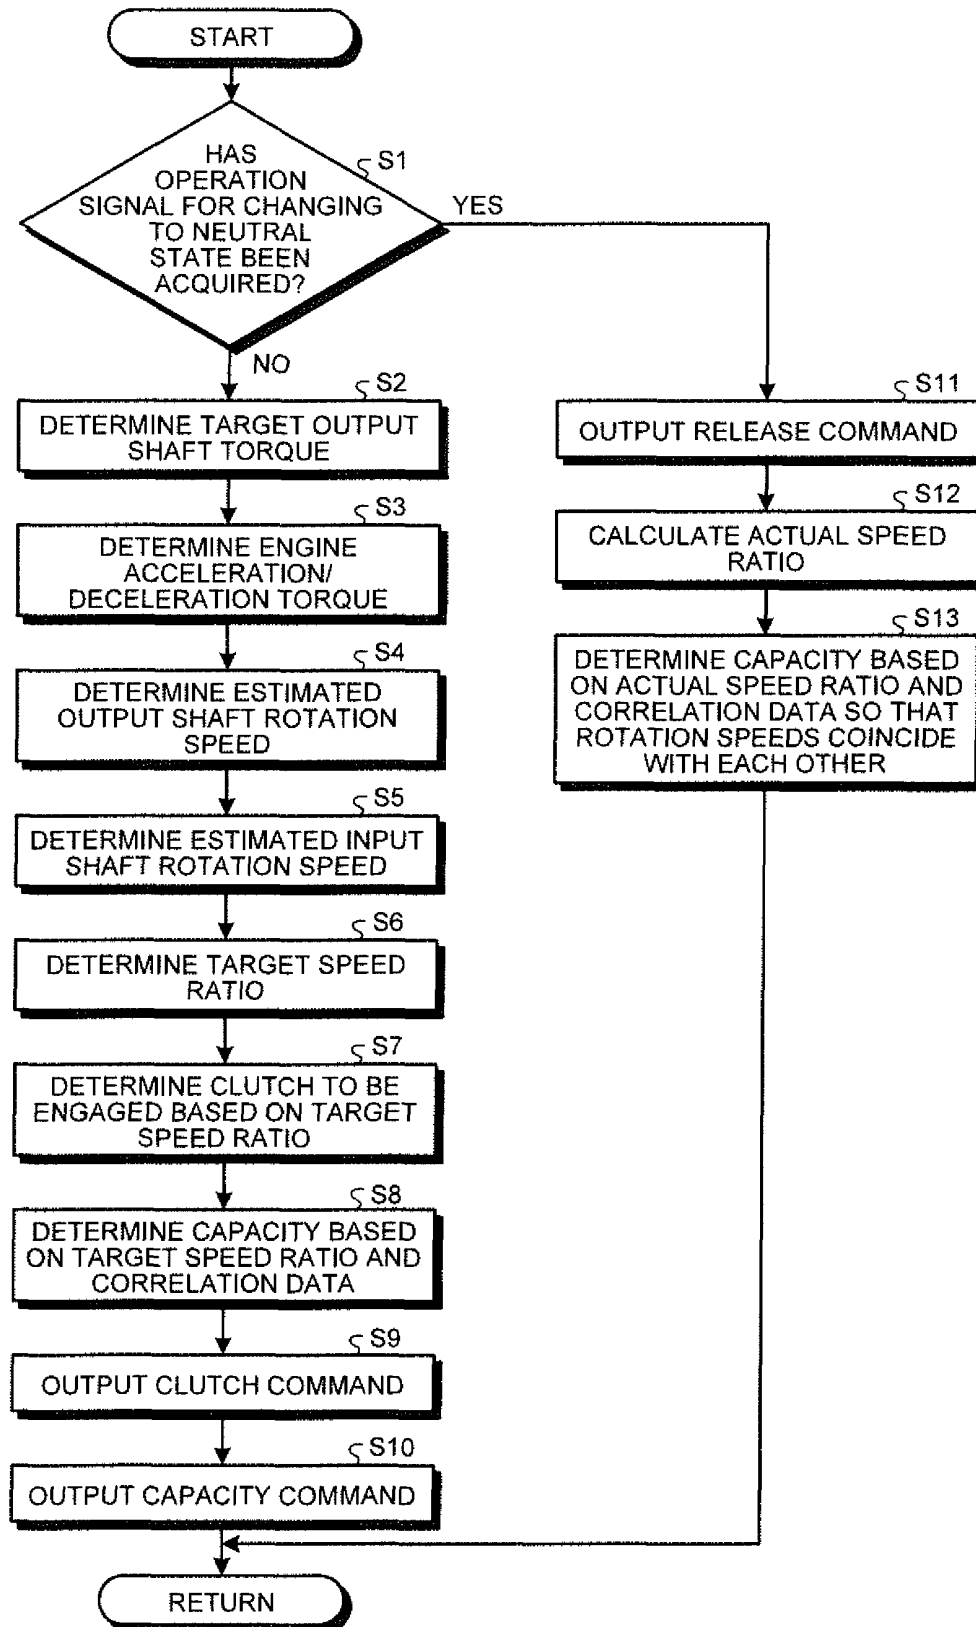 START
S1
HAS
OPERATION
SIGNAL FOR CHANGING
TO NEUTRAL
STATE BEEN
ACQUIRED?
YES
NO
S2
DETERMINE TARGET OUTPUT
SHAFT TORQUE
S3
DETERMINE ENGINE
ACCELERATION/
DECELERATION TORQUE
S4
DETERMINE ESTIMATED
OUTPUT SHAFT ROTATION
SPEED
S5
DETERMINE ESTIMATED INPUT
SHAFT ROTATION SPEED
S6
DETERMINE TARGET SPEED
RATIO
S7
DETERMINE CLUTCH TO BE
ENGAGED BASED ON TARGET
SPEED RATIO
S8
DETERMINE CAPACITY BASED
ON TARGET SPEED RATIO AND
CORRELATION DATA
S9
OUTPUT CLUTCH COMMAND
S10
OUTPUT CAPACITY COMMAND
S11
OUTPUT RELEASE COMMAND
S12
CALCULATE ACTUAL SPEED
RATIO
S13
DETERMINE CAPACITY BASED
ON ACTUAL SPEED RATIO AND
CORRELATION DATA SO THAT
ROTATION SPEEDS COINCIDE
WITH EACH OTHER
RETURN